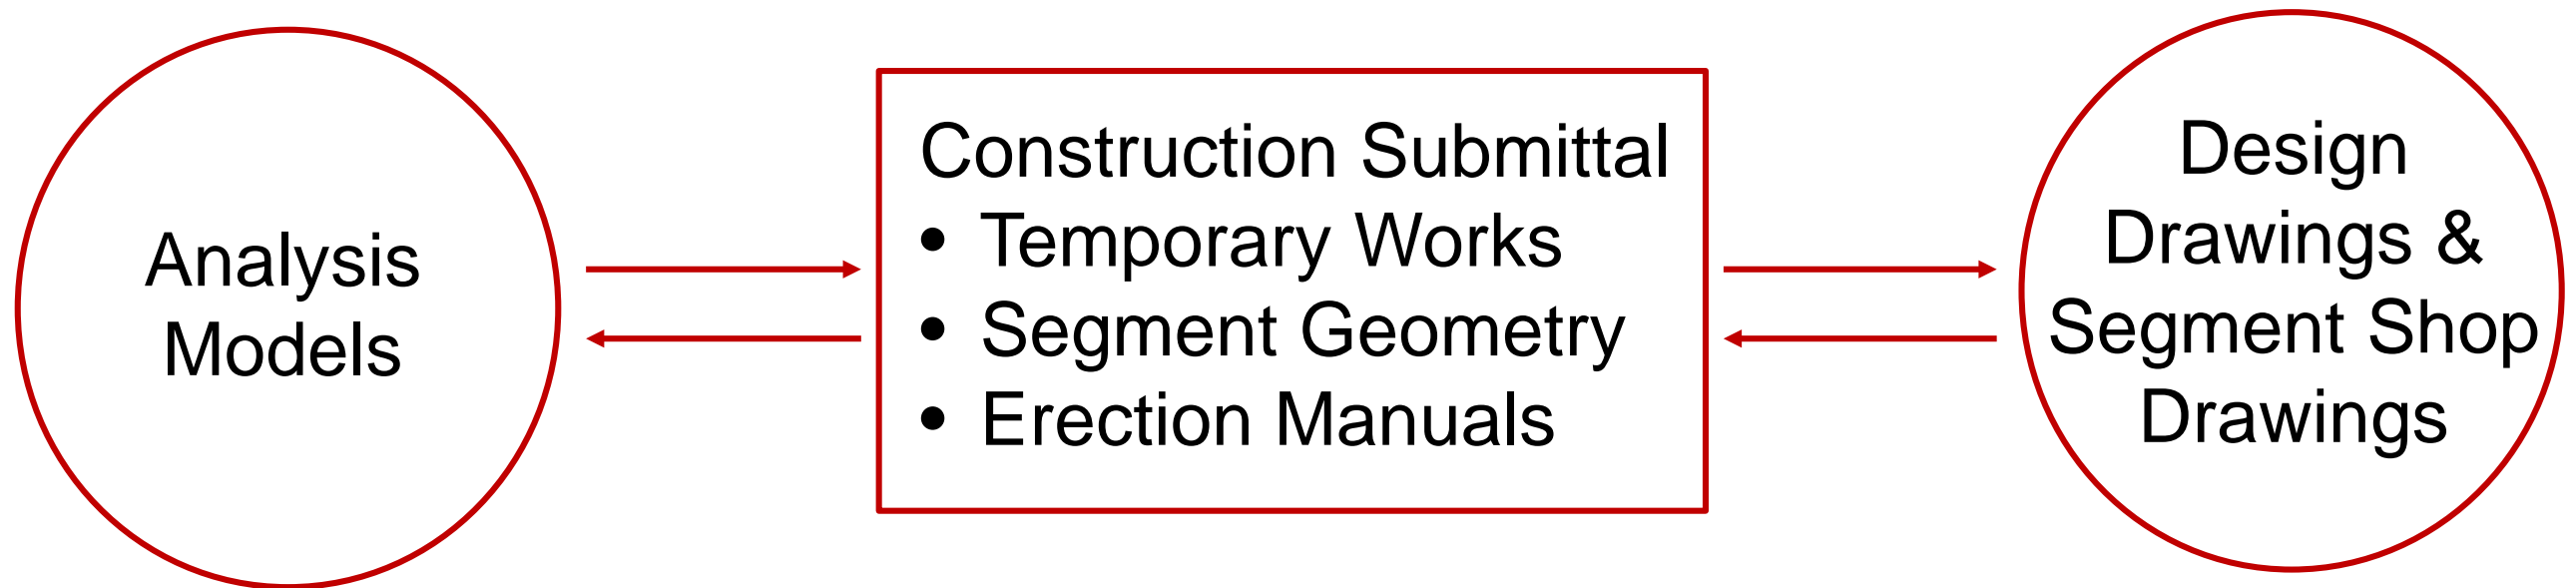 Analysis
Models
Construction Submittal
• Temporary Works
• Segment Geometry
• Erection Manuals
Design
Drawings &
Segment Shop
Drawings